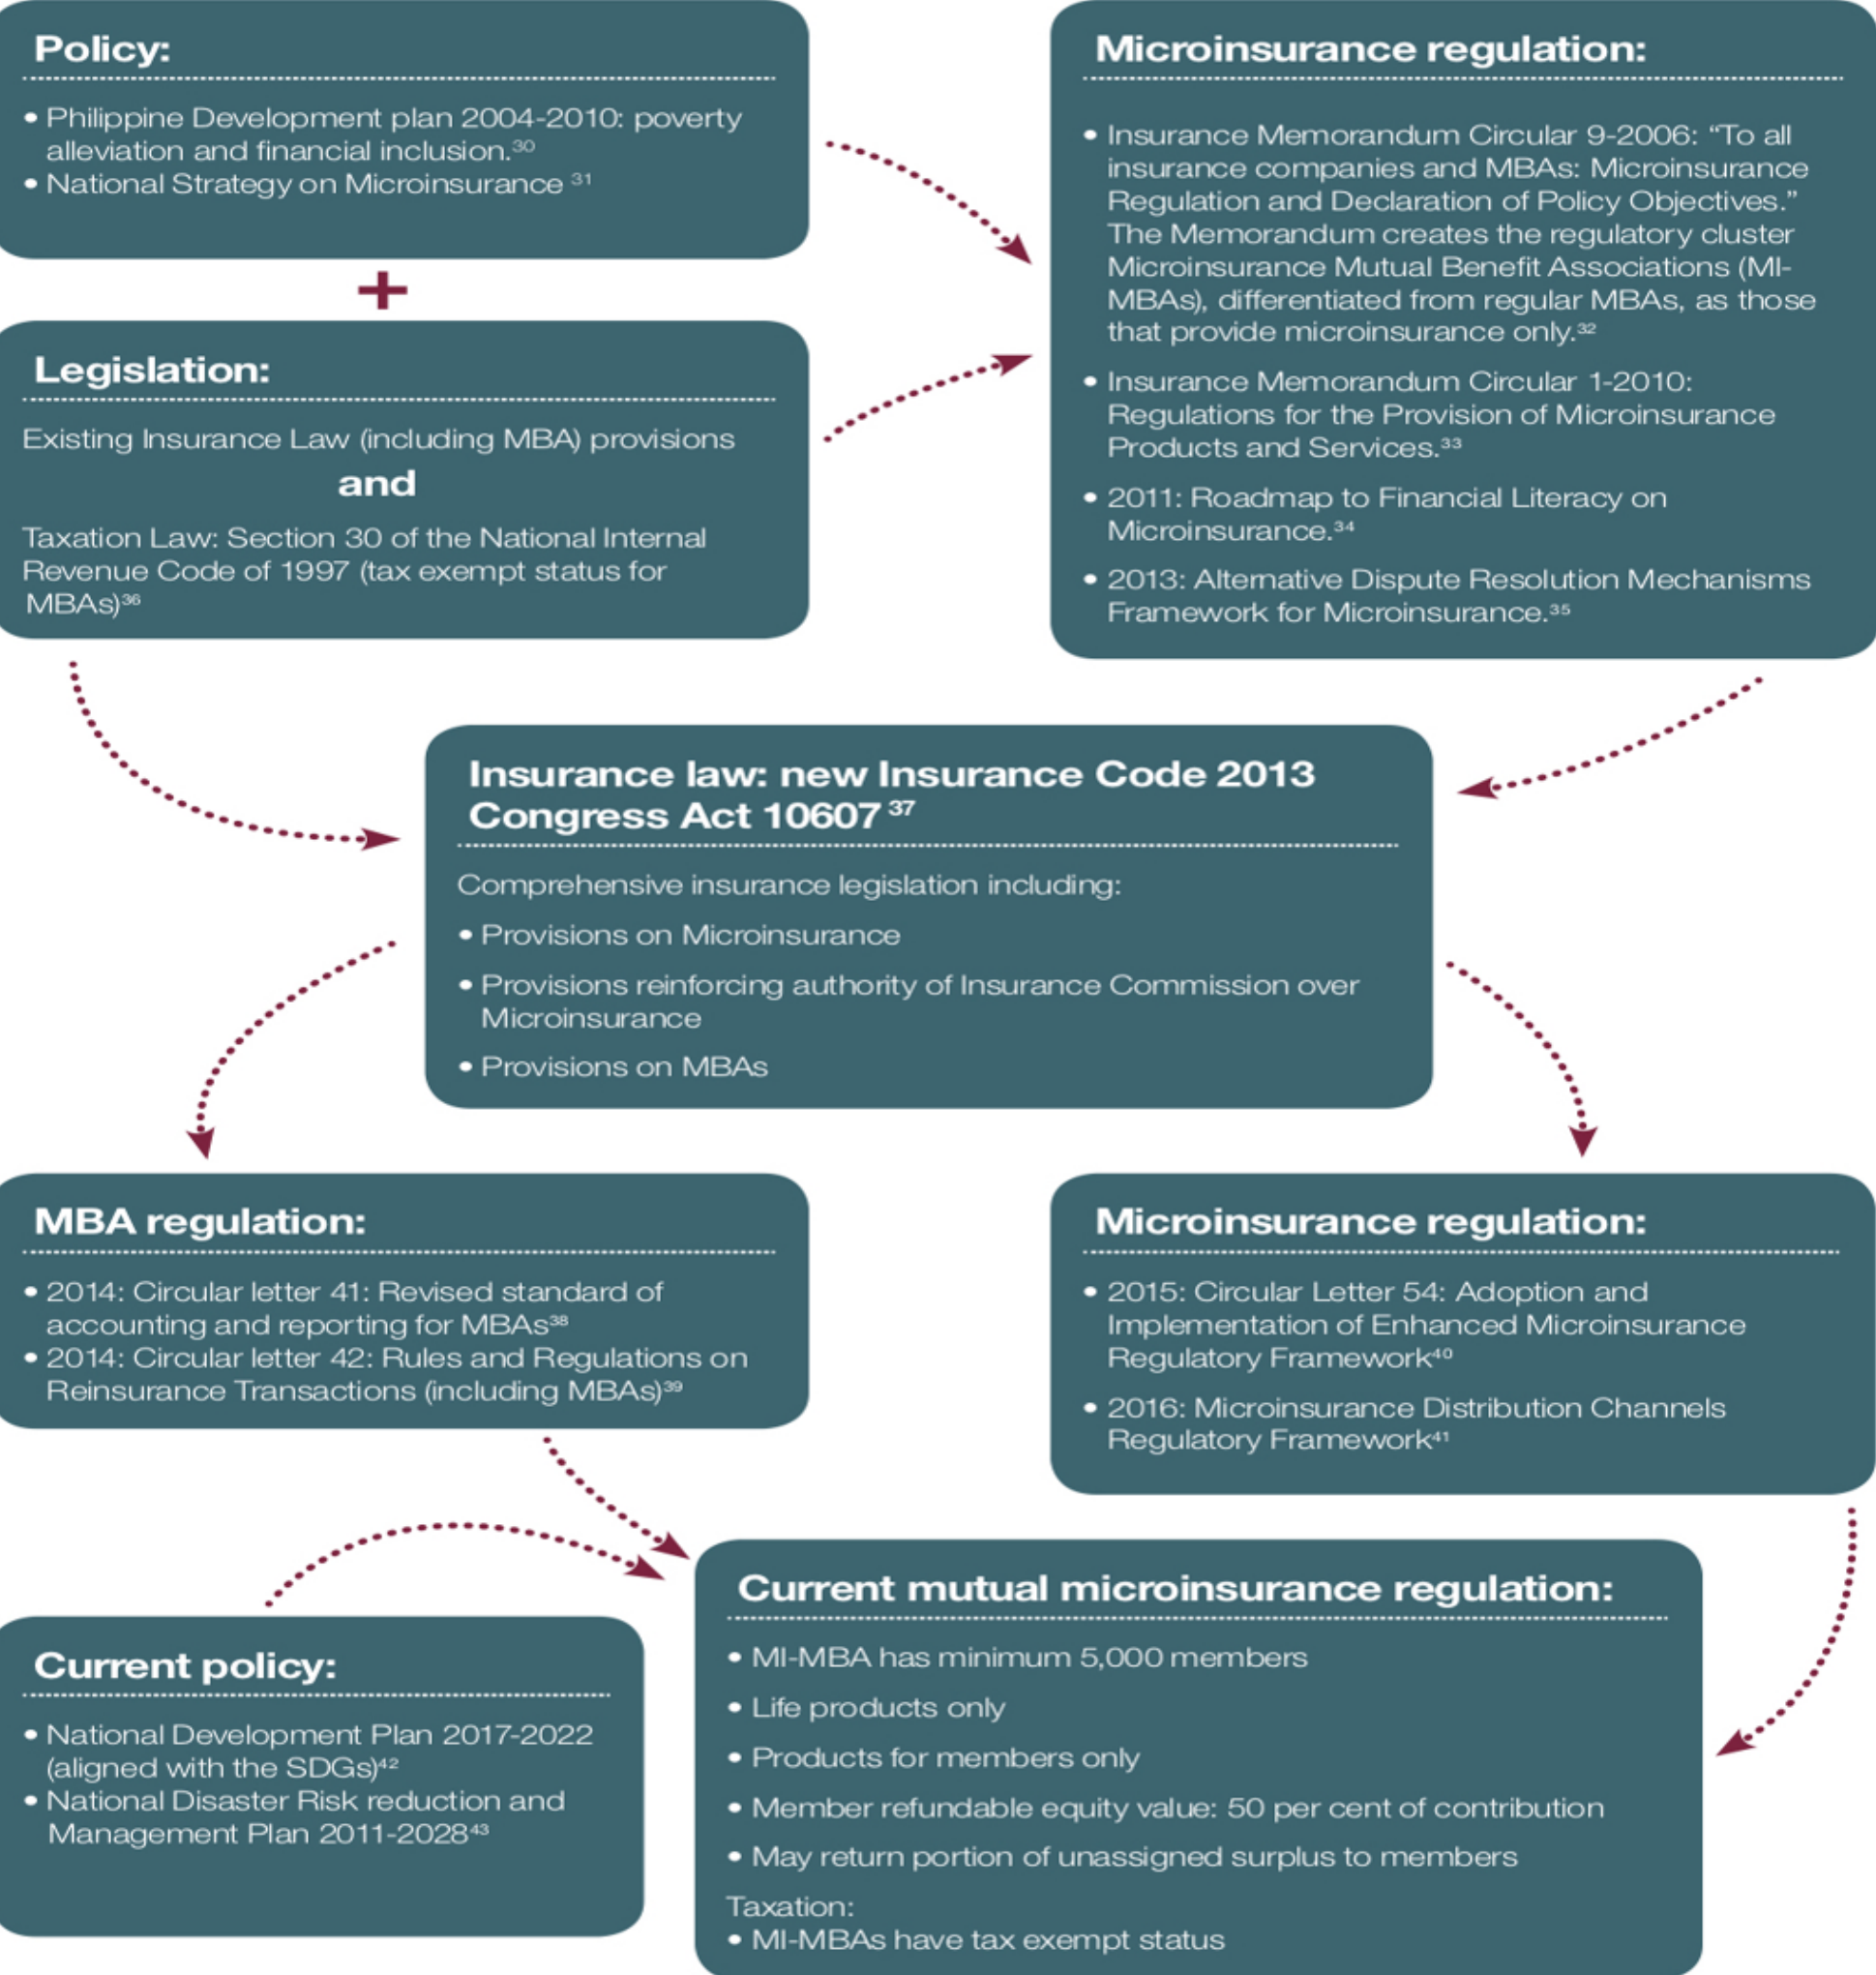 Policy:
• Philippine Development plan 2004-2010: poverty
alleviation and financial inclusion.³⁰
• National Strategy on Microinsurance ³¹
+
Legislation:
Existing Insurance Law (including MBA) provisions
and
Taxation Law: Section 30 of the National Internal
Revenue Code of 1997 (tax exempt status for
MBAs)³⁶
Microinsurance regulation:
• Insurance Memorandum Circular 9-2006: “To all
insurance companies and MBAs: Microinsurance
Regulation and Declaration of Policy Objectives.”
The Memorandum creates the regulatory cluster
Microinsurance Mutual Benefit Associations (MI-
MBAs), differentiated from regular MBAs, as those
that provide microinsurance only.³²
• Insurance Memorandum Circular 1-2010:
Regulations for the Provision of Microinsurance
Products and Services.³³
• 2011: Roadmap to Financial Literacy on
Microinsurance.³⁴
• 2013: Alternative Dispute Resolution Mechanisms
Framework for Microinsurance.³⁵
Insurance law: new Insurance Code 2013
Congress Act 10607 ³⁷
Comprehensive insurance legislation including:
• Provisions on Microinsurance
• Provisions reinforcing authority of Insurance Commission over
Microinsurance
• Provisions on MBAs
MBA regulation:
• 2014: Circular letter 41: Revised standard of
accounting and reporting for MBAs³⁸
• 2014: Circular letter 42: Rules and Regulations on
Reinsurance Transactions (including MBAs)³⁹
Microinsurance regulation:
• 2015: Circular Letter 54: Adoption and
Implementation of Enhanced Microinsurance
Regulatory Framework⁴⁰
• 2016: Microinsurance Distribution Channels
Regulatory Framework⁴¹
Current policy:
• National Development Plan 2017-2022
(aligned with the SDGs)⁴²
• National Disaster Risk reduction and
Management Plan 2011-2028⁴³
Current mutual microinsurance regulation:
• MI-MBA has minimum 5,000 members
• Life products only
• Products for members only
• Member refundable equity value: 50 per cent of contribution
• May return portion of unassigned surplus to members
Taxation:
• MI-MBAs have tax exempt status